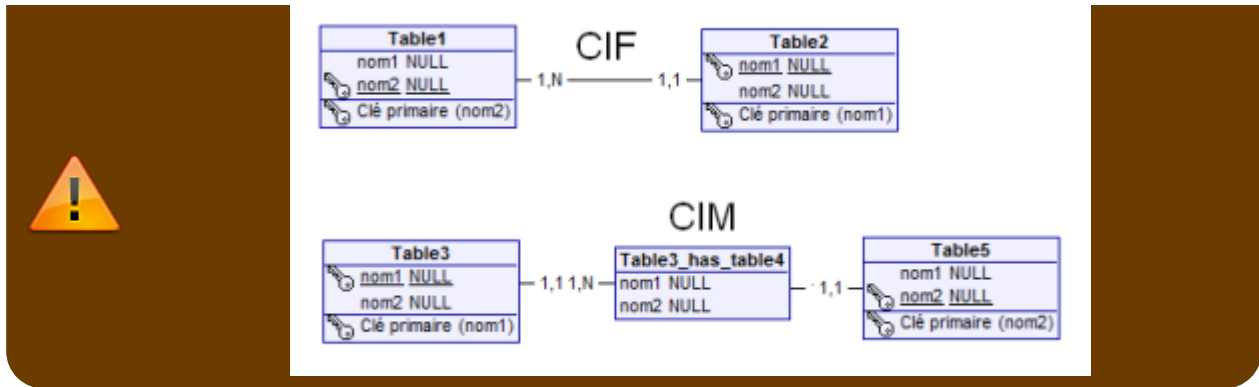 CIF
Table1
nom1 NULL
nom2 NULL
Clé primaire (nom2)
1,N
1,1
Table2
nom1 NULL
nom2 NULL
Clé primaire (nom1)
CIM
Table3
nom1 NULL
nom2 NULL
Clé primaire (nom1)
1,1 1,N
Table3_has_table4
nom1 NULL
nom2 NULL
1,1
Table5
nom1 NULL
nom2 NULL
Clé primaire (nom2)